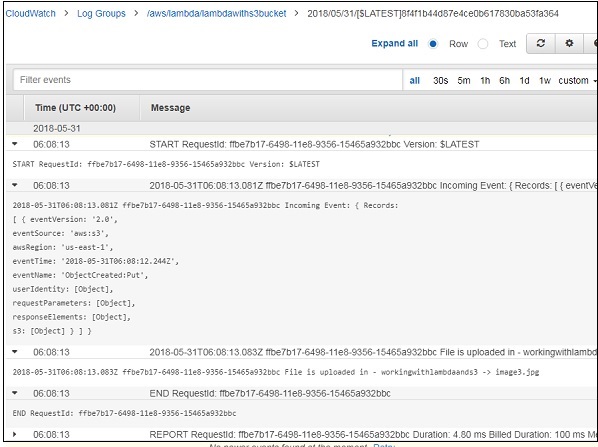 CloudWatch > Log Groups > /aws/lambda/lambdawiths3bucket > 2018/05/31/[$LATEST]8f4f1b44d87e4ce0b617830ba53fa364
Expand all Row Text
Filter events all 30s 5m 1h 6h 1d 1w custom
Time (UTC +00:00) Message
2018-05-31
06:08:13 START RequestId: ffbe7b17-6498-11e8-9356-15465a932bbc Version: $LATEST
START RequestId: ffbe7b17-6498-11e8-9356-15465a932bbc Version: $LATEST
06:08:13 2018-05-31T06:08:13.081Z ffbe7b17-6498-11e8-9356-15465a932bbc Incoming Event: { Records: [ { eventVe
2018-05-31T06:08:13.081Z ffbe7b17-6498-11e8-9356-15465a932bbc Incoming Event: { Records:
[ { eventVersion: '2.0',
eventSource: 'aws:s3',
awsRegion: 'us-east-1',
eventTime: '2018-05-31T06:08:12.244Z',
eventName: 'ObjectCreated:Put',
userIdentity: [Object],
requestParameters: [Object],
responseElements: [Object],
s3: [Object] } ] }
06:08:13 2018-05-31T06:08:13.083Z ffbe7b17-6498-11e8-9356-15465a932bbc File is uploaded in - workingwithlambd
2018-05-31T06:08:13.083Z ffbe7b17-6498-11e8-9356-15465a932bbc File is uploaded in - workingwithlambdaands3 -> image3.jpg
06:08:13 END RequestId: ffbe7b17-6498-11e8-9356-15465a932bbc
END RequestId: ffbe7b17-6498-11e8-9356-15465a932bbc
06:08:13 REPORT RequestId: ffbe7b17-6498-11e8-9356-15465a932bbc Duration: 4.80 ms Billed Duration: 100 ms M
No newer events found at the moment. Retry.